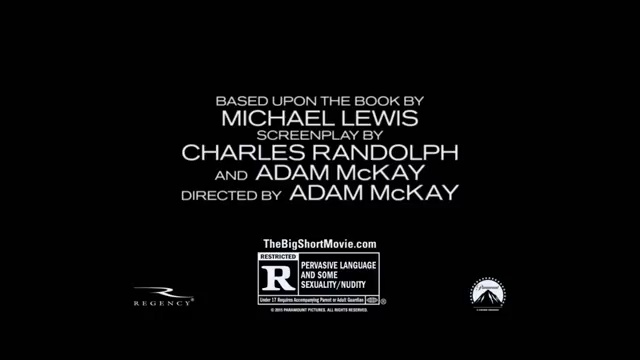 BASED UPON THE BOOK BY
MICHAEL LEWIS
SCREENPLAY BY
CHARLES RANDOLPH
AND ADAM McKAY
DIRECTED BY ADAM McKAY
TheBigShortMovie.com
RESTRICTED
R
PERVASIVE LANGUAGE
AND SOME
SEXUALITY/NUDITY
Under 17 Requires Accompanying Parent or Adult Guardian
© 2015 PARAMOUNT PICTURES. ALL RIGHTS RESERVED.
REGENCY
Paramount